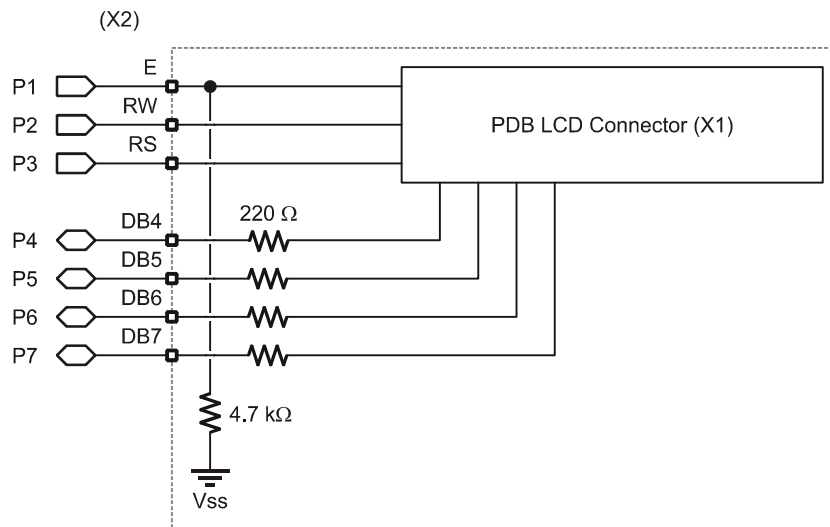 (X2)
E
P1
RW
P2
PDB LCD Connector (X1)
RS
P3
DB4
220 Ω
P4
DB5
P5
DB6
P6
DB7
P7
4.7 kΩ
Vss